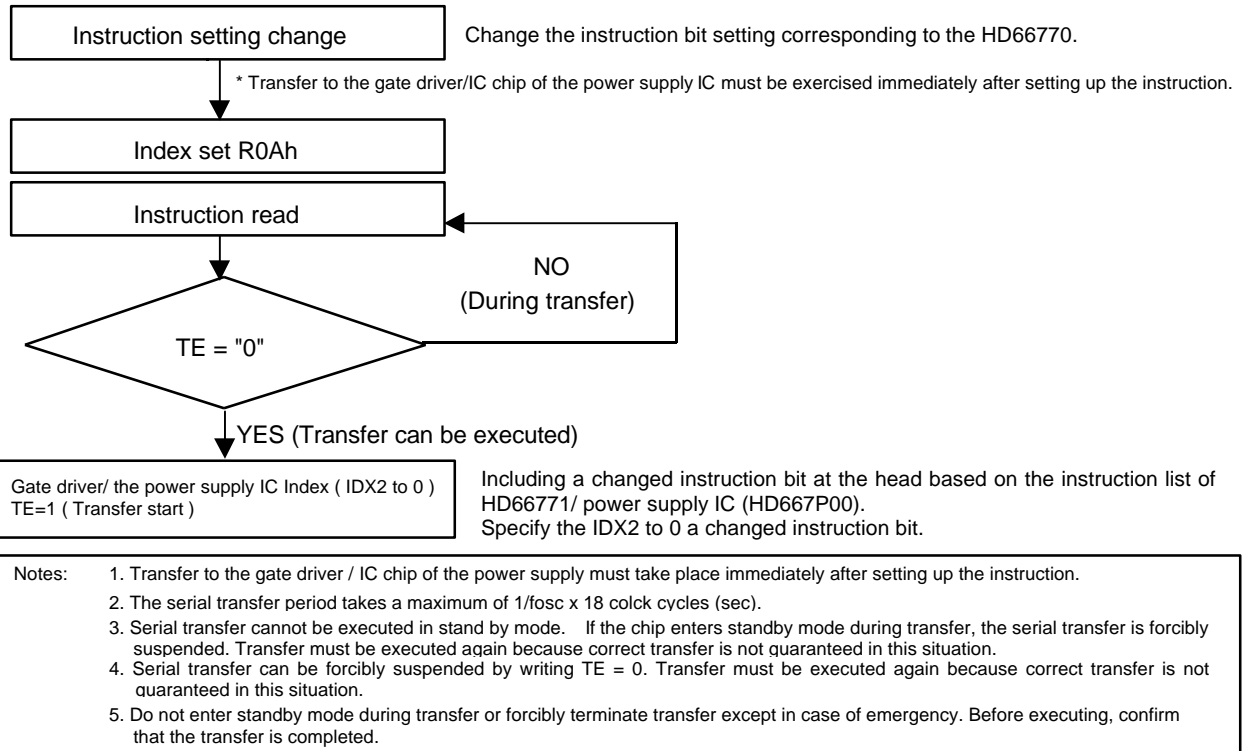 Instruction setting change
Change the instruction bit setting corresponding to the HD66770.
* Transfer to the gate driver/IC chip of the power supply IC must be exercised immediately after setting up the instruction.
Index set R0Ah
Instruction read
NO
(During transfer)
TE = "0"
YES (Transfer can be executed)
Gate driver/ the power supply IC Index ( IDX2 to 0 )
TE=1 ( Transfer start )
Including a changed instruction bit at the head based on the instruction list of
HD66771/ power supply IC (HD667P00).
Specify the IDX2 to 0 a changed instruction bit.
Notes: 1. Transfer to the gate driver / IC chip of the power supply must take place immediately after setting up the instruction.
2. The serial transfer period takes a maximum of 1/fosc x 18 colck cycles (sec).
3. Serial transfer cannot be executed in stand by mode. If the chip enters standby mode during transfer, the serial transfer is forcibly
suspended. Transfer must be executed again because correct transfer is not guaranteed in this situation.
4. Serial transfer can be forcibly suspended by writing TE = 0. Transfer must be executed again because correct transfer is not
guaranteed in this situation.
5. Do not enter standby mode during transfer or forcibly terminate transfer except in case of emergency. Before executing, confirm
that the transfer is completed.